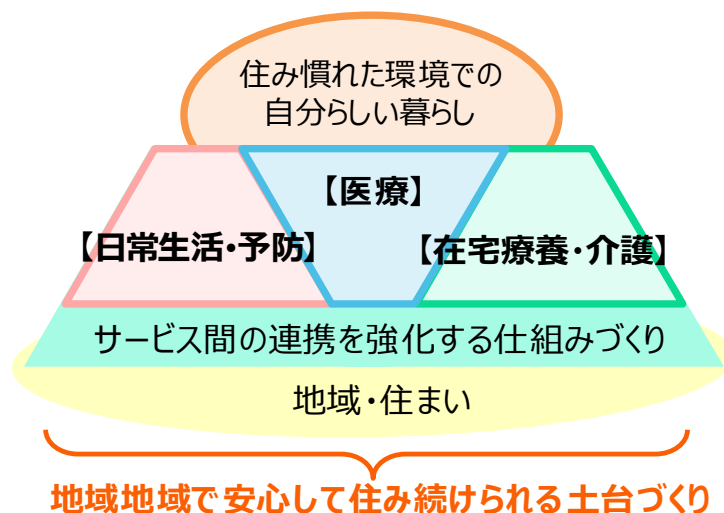 住み慣れた環境での
自分らしい暮らし
【医療】
【日常生活・予防】
【在宅療養・介護】
サービス間の連携を強化する仕組みづくり
地域・住まい
地域地域で安心して住み続けられる土台づくり